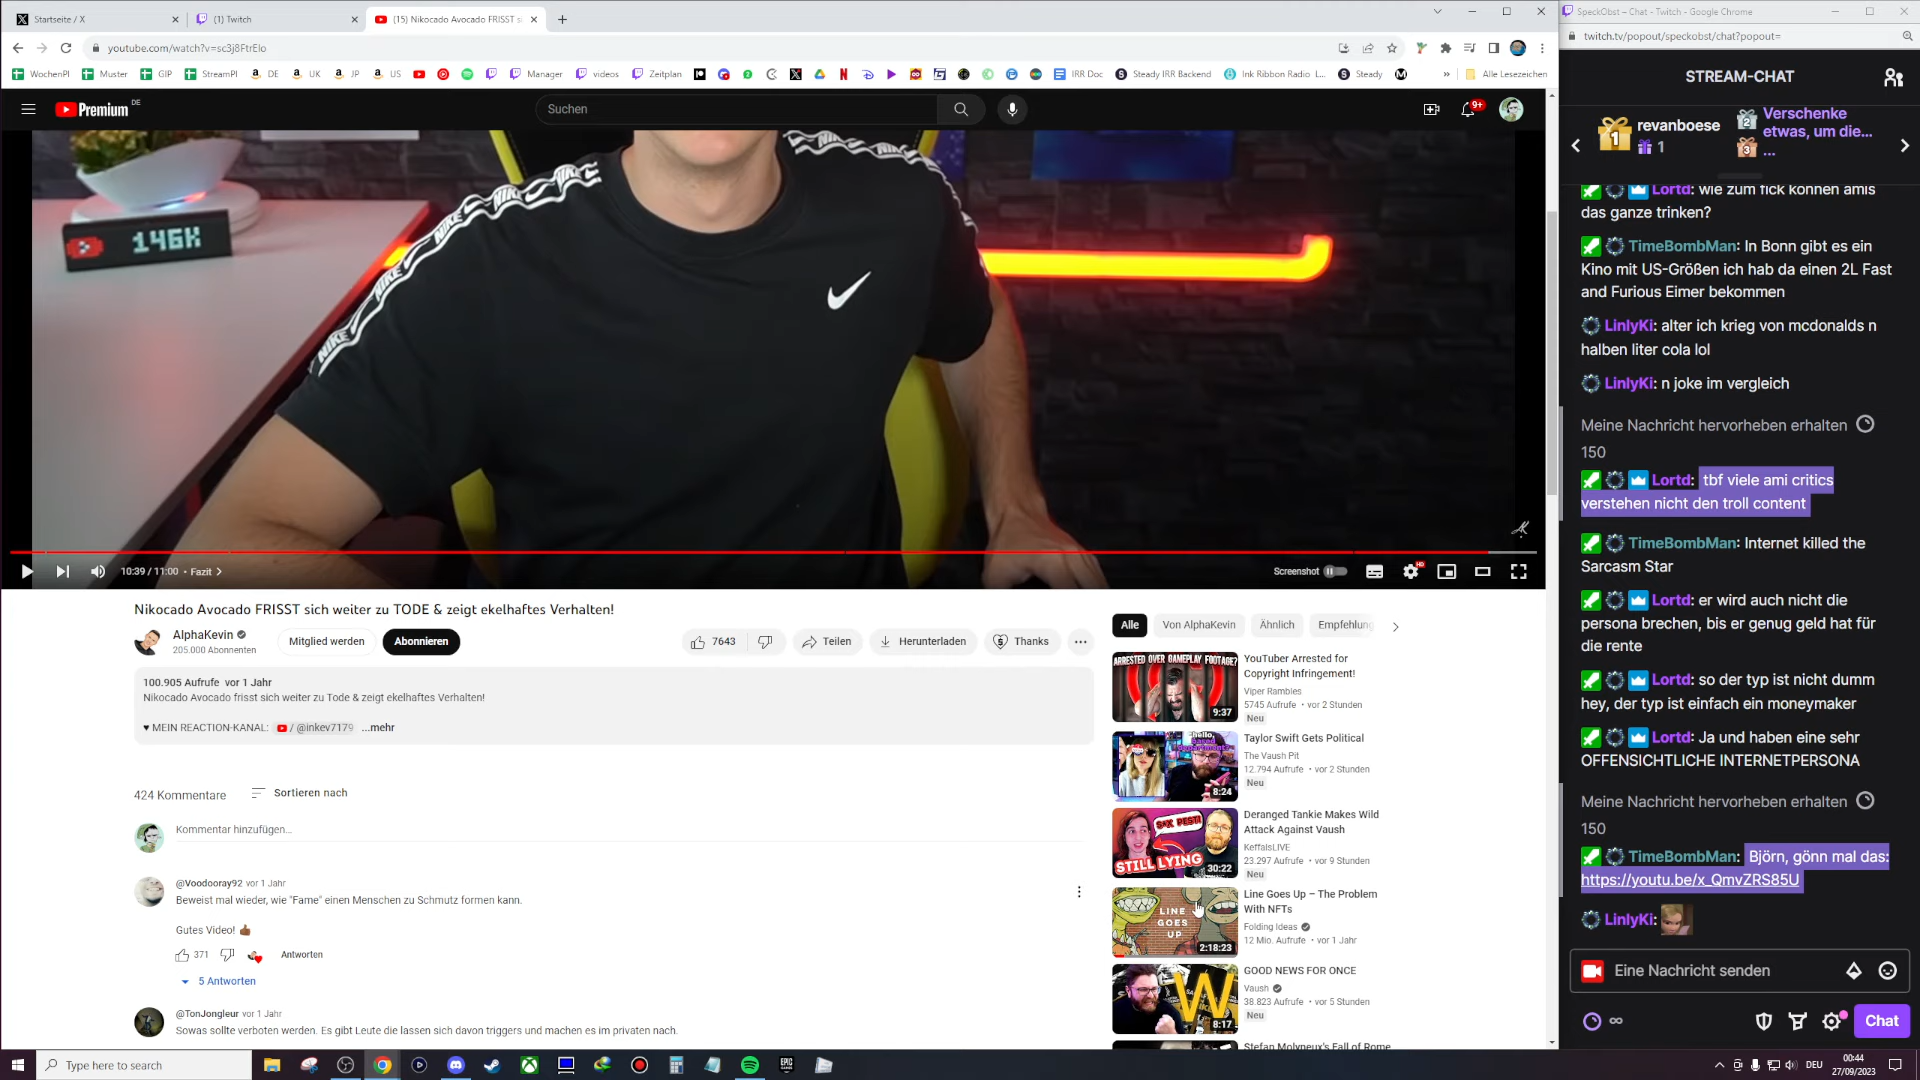 Startseite / X
(1) Twitch
(15) Nikocado Avocado FRISST s
SpeckObst – Chat - Twitch - Google Chrome
youtube.com/watch?v=sc3j8FtrEIo
twitch.tv/popout/speckobst/chat?popout=
WochenPl
Muster
GIP
StreamPl
DE
UK
JP
US
Manager
videos
Zeitplan
IRR Doc
Steady IRR Backend
Ink Ribbon Radio L...
Steady
Alle Lesezeichen
Premium DE
Suchen
9+
146K
NIKE
10:39 / 11:00 • Fazit
Screenshot
HD
Nikocado Avocado FRISST sich weiter zu TODE & zeigt ekelhaftes Verhalten!
AlphaKevin
205.000 Abonnenten
Mitglied werden
Abonnieren
7643
Teilen
Herunterladen
Thanks
100.905 Aufrufe vor 1 Jahr
Nikocado Avocado frisst sich weiter zu Tode & zeigt ekelhaftes Verhalten!
♥ MEIN REACTION-KANAL: / @inkev7179 ...mehr
424 Kommentare
Sortieren nach
Kommentar hinzufügen...
@Voodooray92 vor 1 Jahr
Beweist mal wieder, wie "Fame" einen Menschen zu Schmutz formen kann.
Gutes Video!
371
Antworten
5 Antworten
@TonJongleur vor 1 Jahr
Sowas sollte verboten werden. Es gibt Leute die lassen sich davon triggers und machen es im privaten nach.
Alle
Von AlphaKevin
Ähnlich
Empfehlung
ARRESTED OVER GAMEPLAY FOOTAGE?
9:37
YouTuber Arrested for
Copyright Infringement!
Viper Rambles
5745 Aufrufe • vor 2 Stunden
Neu
8:24
Taylor Swift Gets Political
The Vaush Pit
12.794 Aufrufe • vor 2 Stunden
Neu
S*X PEST!
STILL LYING
30:22
Deranged Tankie Makes Wild
Attack Against Vaush
KeffalsLIVE
23.297 Aufrufe • vor 9 Stunden
Neu
LINE
GOES
UP
2:18:23
Line Goes Up – The Problem
With NFTs
Folding Ideas
12 Mio. Aufrufe • vor 1 Jahr
W
8:17
GOOD NEWS FOR ONCE
Vaush
38.823 Aufrufe • vor 5 Stunden
Neu
Stefan Molyneux's Fall of Rome
STREAM-CHAT
1
revanboese
1
2
3
Verschenke
etwas, um die...
...
Lortd: wie zum fick können amis
das ganze trinken?
TimeBombMan: In Bonn gibt es ein
Kino mit US-Größen ich hab da einen 2L Fast
and Furious Eimer bekommen
LinlyKi: alter ich krieg von mcdonalds n
halben liter cola lol
LinlyKi: n joke im vergleich
Meine Nachricht hervorheben erhalten
150
Lortd: tbf viele ami critics
verstehen nicht den troll content
TimeBombMan: Internet killed the
Sarcasm Star
Lortd: er wird auch nicht die
persona brechen, bis er genug geld hat für
die rente
Lortd: so der typ ist nicht dumm
hey, der typ ist einfach ein moneymaker
Lortd: Ja und haben eine sehr
OFFENSICHTLICHE INTERNETPERSONA
Meine Nachricht hervorheben erhalten
150
TimeBombMan: Björn, gönn mal das:
https://youtu.be/x_QmvZRS85U
LinlyKi:
Eine Nachricht senden
∞
Chat
Type here to search
DEU
00:44
27/09/2023